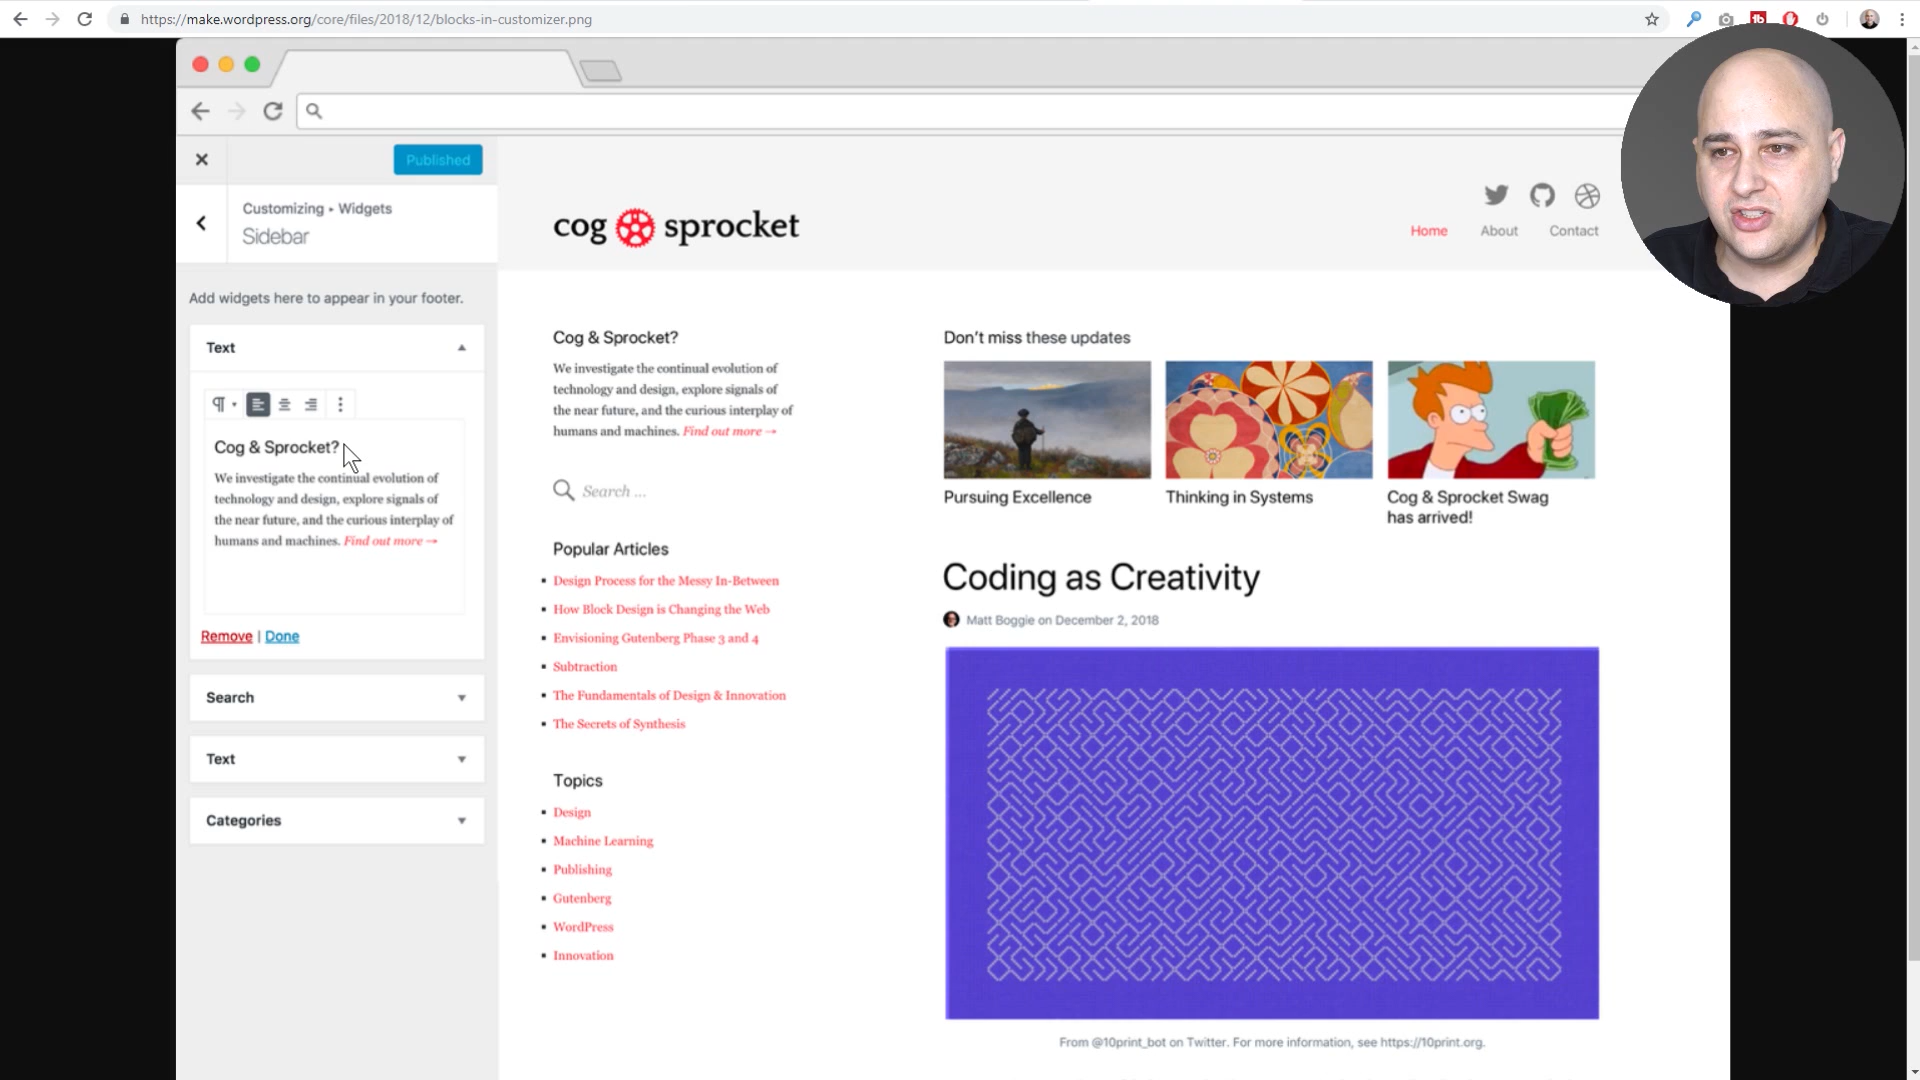 https://make.wordpress.org/core/files/2018/12/blocks-in-customizer.png
Published
Customizing ▸ Widgets
Sidebar
Add widgets here to appear in your footer.
Text
Cog & Sprocket?
We investigate the continual evolution of
technology and design, explore signals of
the near future, and the curious interplay of
humans and machines. Find out more →
Remove | Done
Search
Text
Categories
cog sprocket
Home About Contact
Cog & Sprocket?
We investigate the continual evolution of
technology and design, explore signals of
the near future, and the curious interplay of
humans and machines. Find out more →
Search ...
Popular Articles
Design Process for the Messy In-Between
How Block Design is Changing the Web
Envisioning Gutenberg Phase 3 and 4
Subtraction
The Fundamentals of Design & Innovation
The Secrets of Synthesis
Topics
Design
Machine Learning
Publishing
Gutenberg
WordPress
Innovation
Don't miss these updates
Pursuing Excellence
Thinking in Systems
Cog & Sprocket Swag
has arrived!
Coding as Creativity
Matt Boggie on December 2, 2018
From @10print_bot on Twitter. For more information, see https://10print.org.